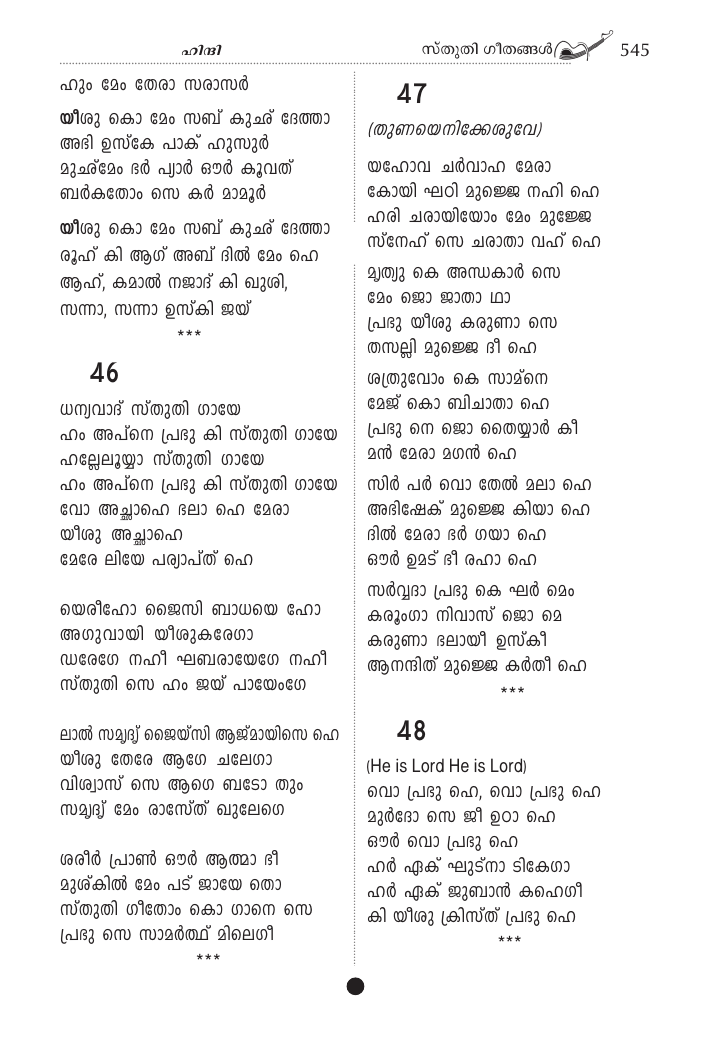 ഹിന്ദി
സ്തുതി ഗീതങ്ങൾ 545
ഹും മേം തേരാ സരാസർ
യീശു കൊ മേം സബ് കുഛ് ദേത്താ
അഭി ഉസ്കേ പാക് ഹുസുർ
മുഛ്മേം ഭർ പ്യാർ ഔർ കൂവത്
ബർകതോം സെ കർ മാമൂർ
യീശു കൊ മേം സബ് കുഛ് ദേത്താ
രൂഹ് കി ആഗ് അബ് ദിൽ മേം ഹെ
ആഹ്, കമാൽ നജാദ് കി ഖുശി,
സന്നാ, സന്നാ ഉസ്കി ജയ്
***
46
ധന്യവാദ് സ്തുതി ഗായേ
ഹം അപ്നെ പ്രഭു കി സ്തുതി ഗായേ
ഹല്ലേലൂയ്യാ സ്തുതി ഗായേ
ഹം അപ്നെ പ്രഭു കി സ്തുതി ഗായേ
വോ അച്ഛാഹെ ഭലാ ഹെ മേരാ
യീശു അച്ഛാഹെ
മേരേ ലിയേ പര്യാപ്ത് ഹെ
യെരീഹോ ജൈസി ബാധയെ ഹോ
അഗുവായി യീശുകരേഗാ
ഡരേഗേ നഹീ ഘബരായേഗേ നഹീ
സ്തുതി സെ ഹം ജയ് പായേംഗേ
ലാൽ സമൃദ്യ് ജൈയ്സി ആജ്മായിസെ ഹെ
യീശു തേരേ ആഗേ ചലേഗാ
വിശ്വാസ് സെ ആഗെ ബടോ തും
സമൃദ്യ് മേം രാസേ്ത് ഖുലേഗെ
ശരീർ പ്രാൺ ഔർ ആത്മാ ഭീ
മുശ്കിൽ മേം പട് ജായേ തൊ
സ്തുതി ഗീതോം കൊ ഗാനെ സെ
പ്രഭു സെ സാമർത്ഥ് മിലെഗീ
***
47
(തുണയെനിക്കേശുവേ)
യഹോവ ചർവാഹ മേരാ
കോയി ഘഠി മുജ്ജെ നഹി ഹെ
ഹരി ചരായിയോം മേം മുജ്ജേ
സ്നേഹ് സെ ചരാതാ വഹ് ഹെ
മൃത്യു കെ അന്ധകാർ സെ
മേം ജൊ ജാതാ ഥാ
പ്രഭു യീശു കരുണാ സെ
തസല്ലി മുജ്ജെ ദീ ഹെ
ശത്രുവോം കെ സാമ്നെ
മേജ് കൊ ബിചാതാ ഹെ
പ്രഭു നെ ജൊ തൈയ്യാർ കീ
മൻ മേരാ മഗൻ ഹെ
സിർ പർ വൊ തേൽ മലാ ഹെ
അഭിഷേക് മുജ്ജെ കിയാ ഹെ
ദിൽ മേരാ ഭർ ഗയാ ഹെ
ഔർ ഉമട് ഭീ രഹാ ഹെ
സർവ്വദാ പ്രഭു കെ ഘർ മെം
കരൂംഗാ നിവാസ് ജൊ മെ
കരുണാ ഭലായീ ഉസ്കീ
ആനന്ദിത് മുജ്ജെ കർതീ ഹെ
***
48
(He is Lord He is Lord)
വൊ പ്രഭു ഹെ, വൊ പ്രഭു ഹെ
മുർദോ സെ ജീ ഉഠാ ഹെ
ഔർ വൊ പ്രഭു ഹെ
ഹർ ഏക് ഘുട്നാ ടികേഗാ
ഹർ ഏക് ജുബാൻ കഹെഗീ
കി യീശു ക്രിസ്ത് പ്രഭു ഹെ
***